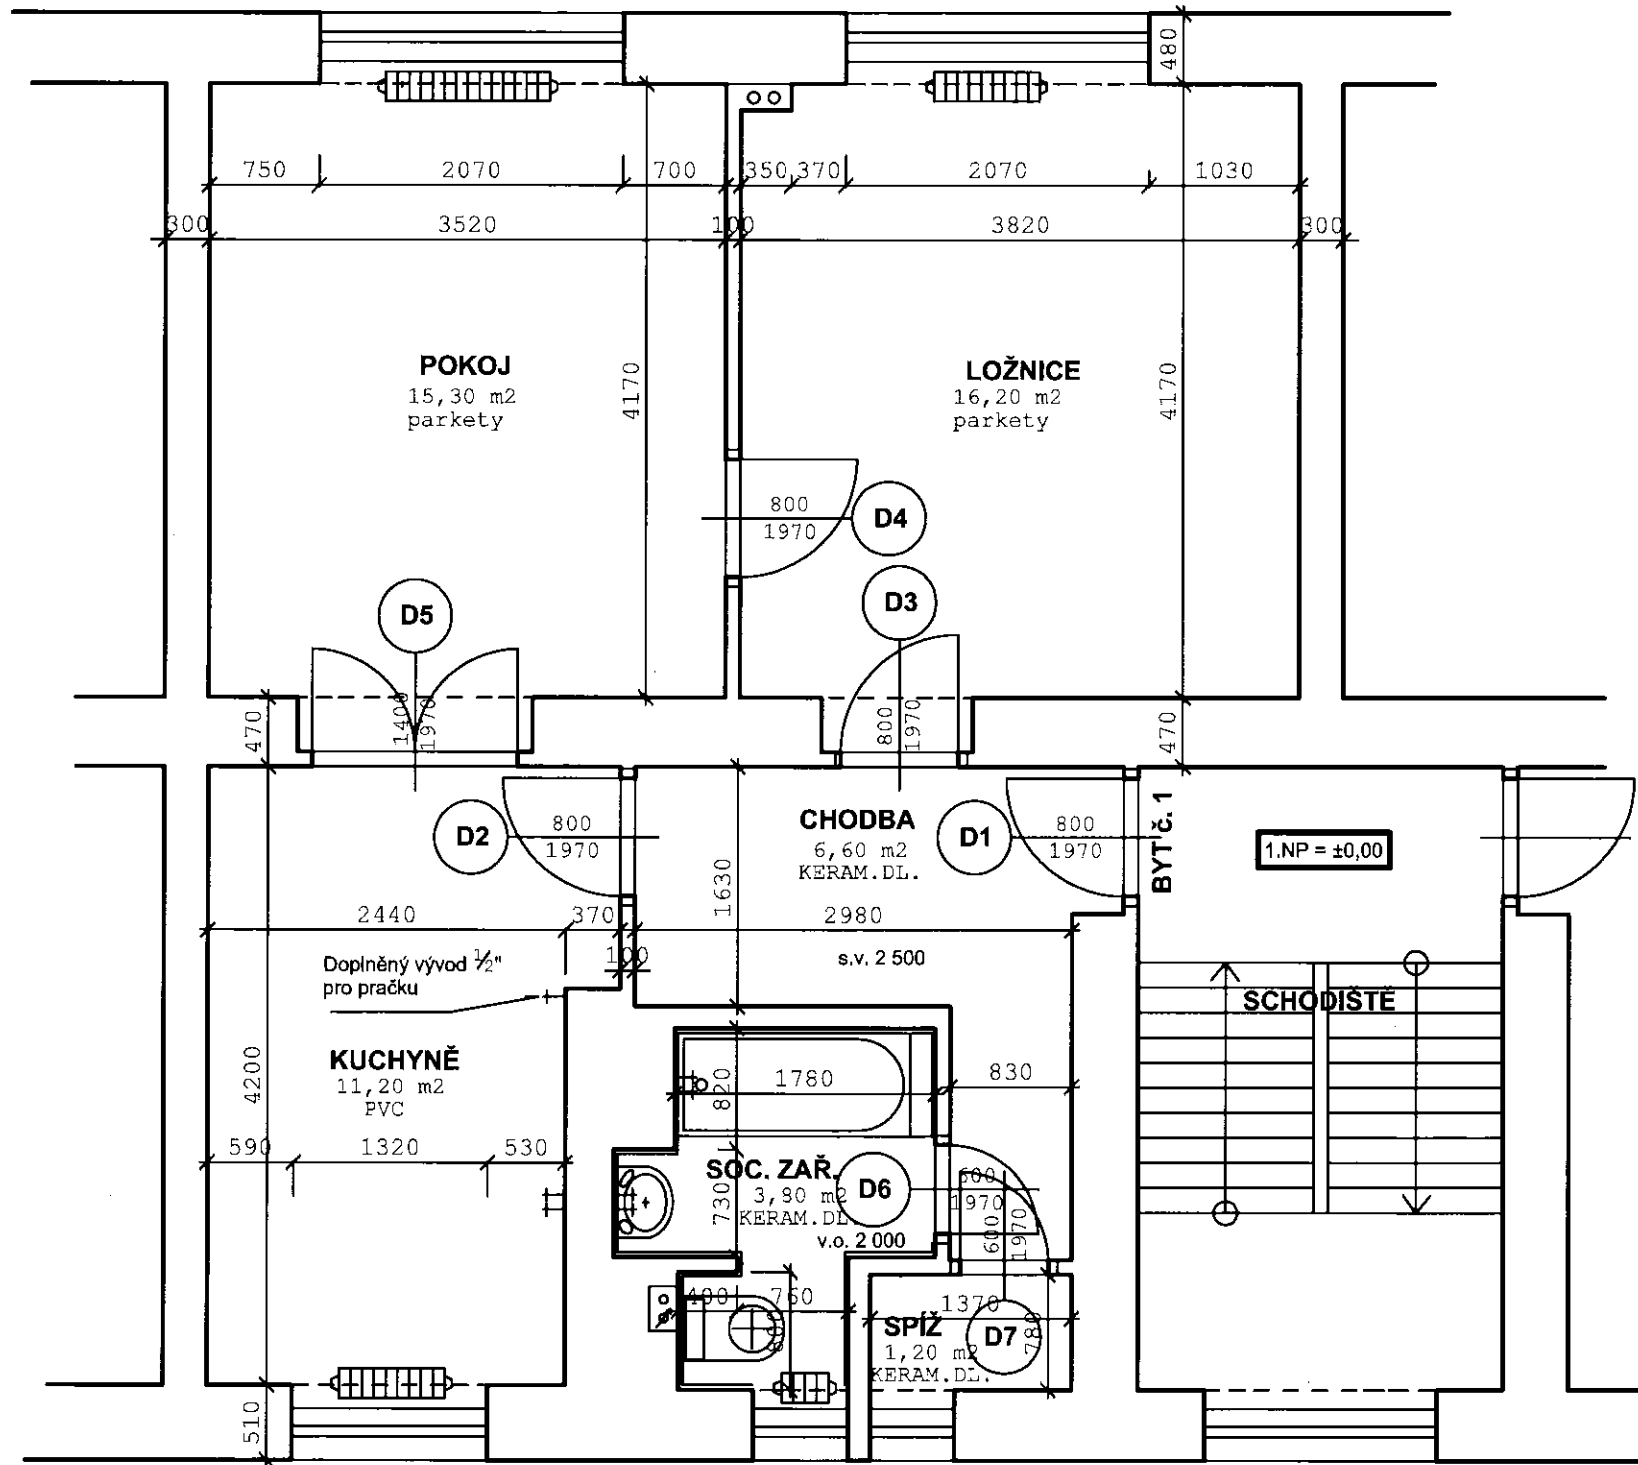 480
750 2070 700 350 370 2070 1030
300 3520 100 3820 300
POKOJ
15,30 m2
parkety
4170
LOŽNICE
16,20 m2
parkety
4170
800
1970
D4
D3
D5
1400
1970
800
1970
470
470
D2
800
1970
CHODBA
6,60 m2
KERAM.DL.
D1
800
1970
BYT č. 1
1.NP = ±0,00
1630
2440 370 2980
100
s.v. 2 500
Doplněný vývod ½"
pro pračku
SCHODIŠTĚ
KUCHYNĚ
11,20 m2
PVC
4200
820
1780
830
590 1320 530
SOC. ZAŘ.
3,80 m2
KERAM.DL.
v.o. 2 000
730
D6
600
1970
600
1970
400 760
860
1370
SPÍŽ
1,20 m2
KERAM.DL.
D7
780
510